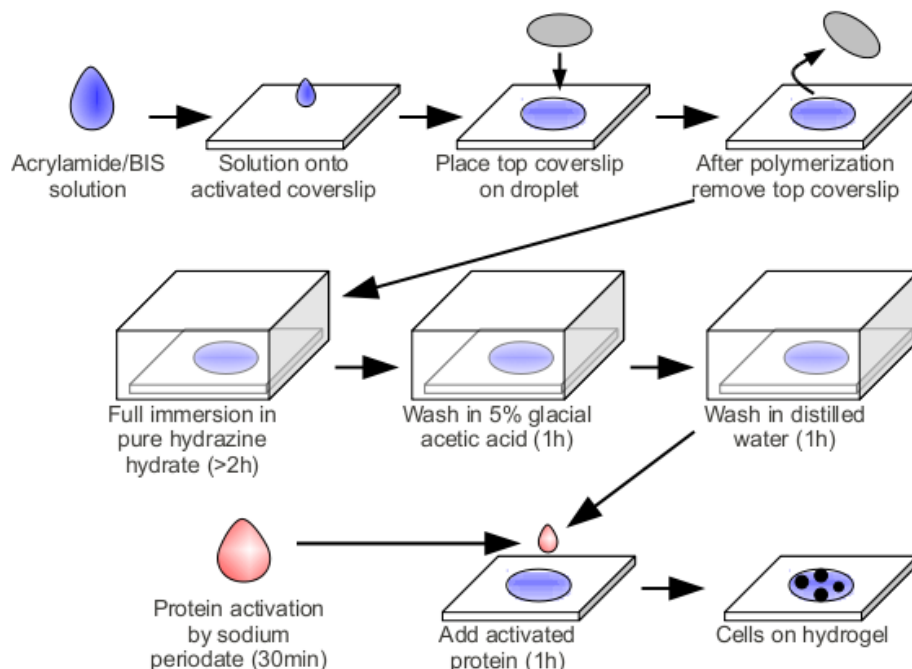 Acrylamide/BIS
solution
Solution onto
activated coverslip
Place top coverslip
on droplet
After polymerization
remove top coverslip
Full immersion in
pure hydrazine
hydrate (>2h)
Wash in 5% glacial
acetic acid (1h)
Wash in distilled
water (1h)
Protein activation
by sodium
periodate (30min)
Add activated
protein (1h)
Cells on hydrogel